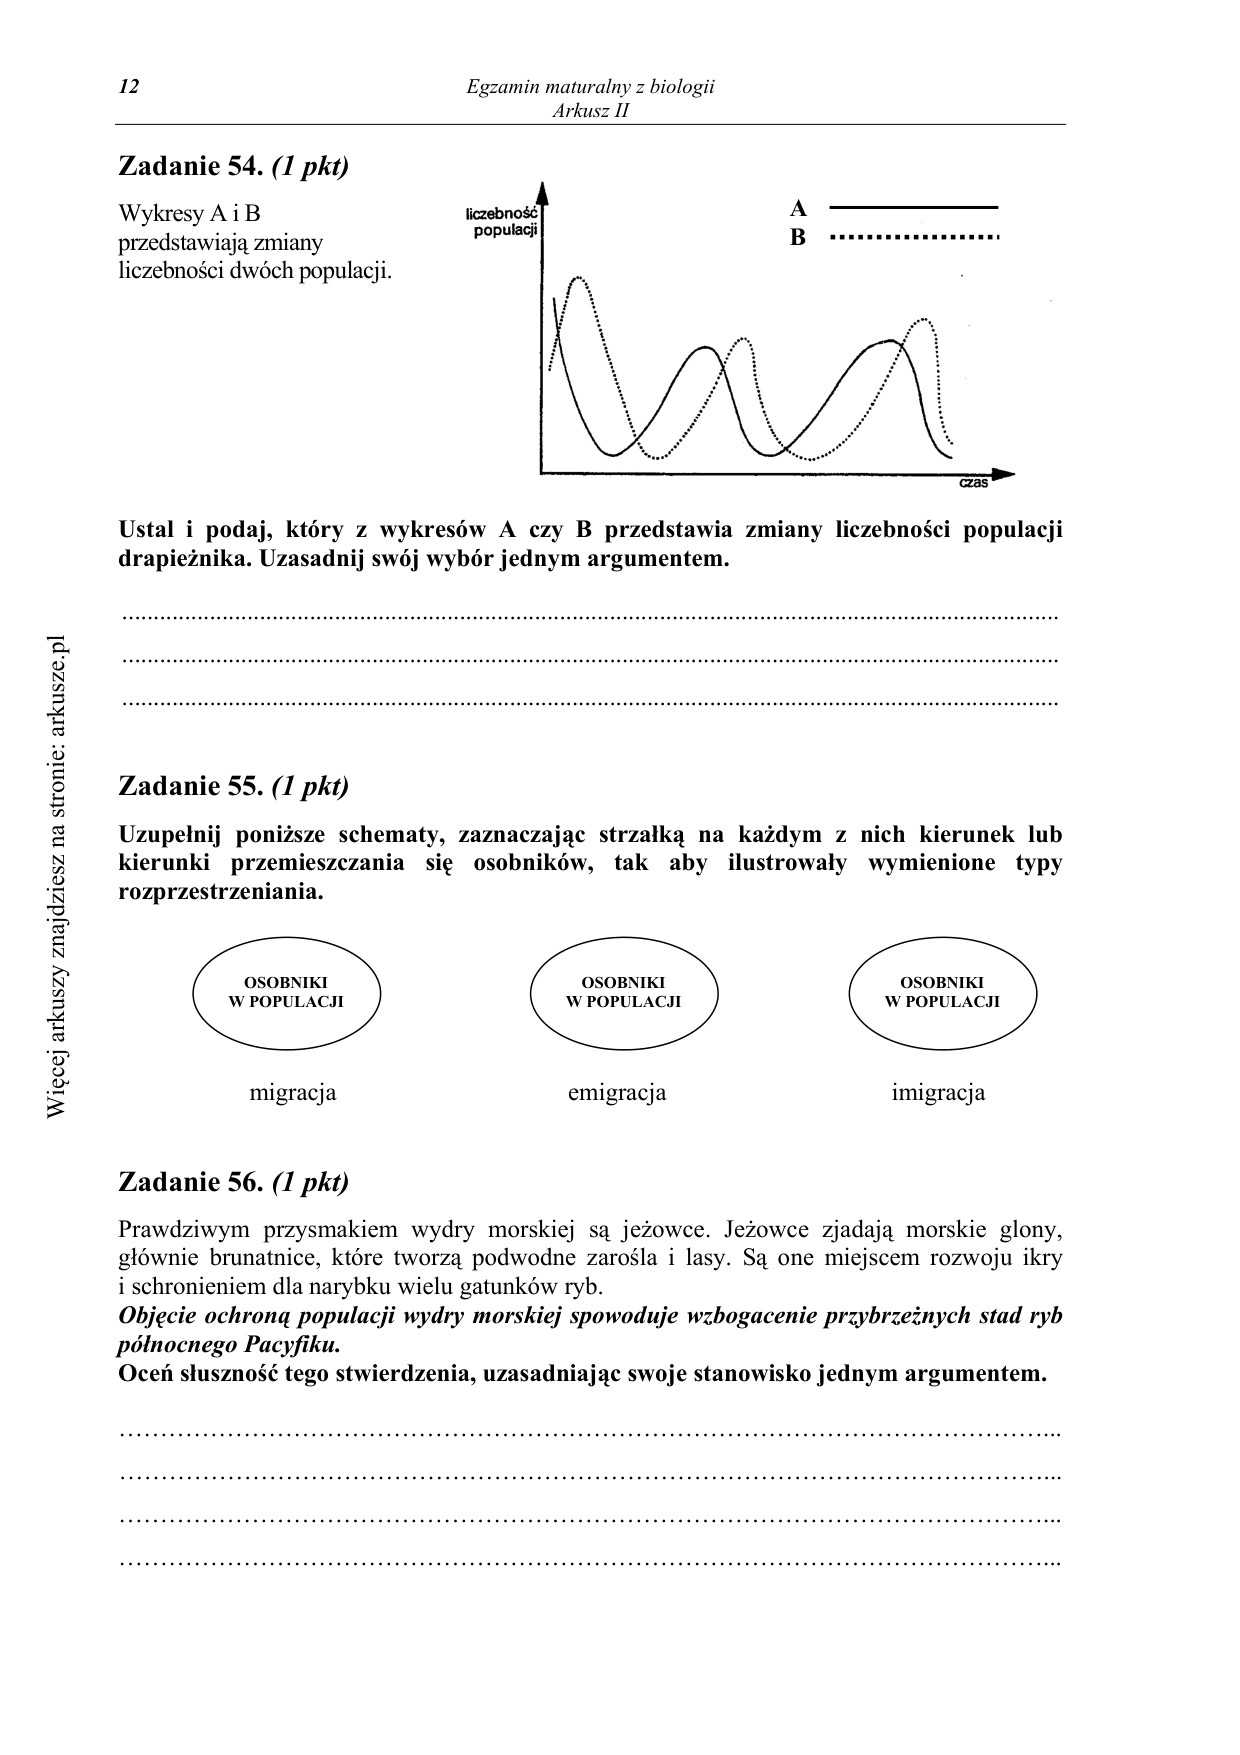 12
Egzamin maturalny z biologii
Arkusz II
Zadanie 54. (1 pkt)
Wykresy A i B
przedstawiają zmiany
liczebności dwóch populacji.
liczebność
populacji
A
B
czas
Ustal i podaj, który z wykresów A czy B przedstawia zmiany liczebności populacji
drapieżnika. Uzasadnij swój wybór jednym argumentem.
Zadanie 55. (1 pkt)
Uzupełnij poniższe schematy, zaznaczając strzałką na każdym z nich kierunek lub
kierunki przemieszczania się osobników, tak aby ilustrowały wymienione typy
rozprzestrzeniania.
OSOBNIKI
W POPULACJI
OSOBNIKI
W POPULACJI
OSOBNIKI
W POPULACJI
migracja
emigracja
imigracja
Zadanie 56. (1 pkt)
Prawdziwym przysmakiem wydry morskiej są jeżowce. Jeżowce zjadają morskie glony,
głównie brunatnice, które tworzą podwodne zarośla i lasy. Są one miejscem rozwoju ikry
i schronieniem dla narybku wielu gatunków ryb.
Objęcie ochroną populacji wydry morskiej spowoduje wzbogacenie przybrzeżnych stad ryb
północnego Pacyfiku.
Oceń słuszność tego stwierdzenia, uzasadniając swoje stanowisko jednym argumentem.
Więcej arkuszy znajdziesz na stronie: arkusze.pl